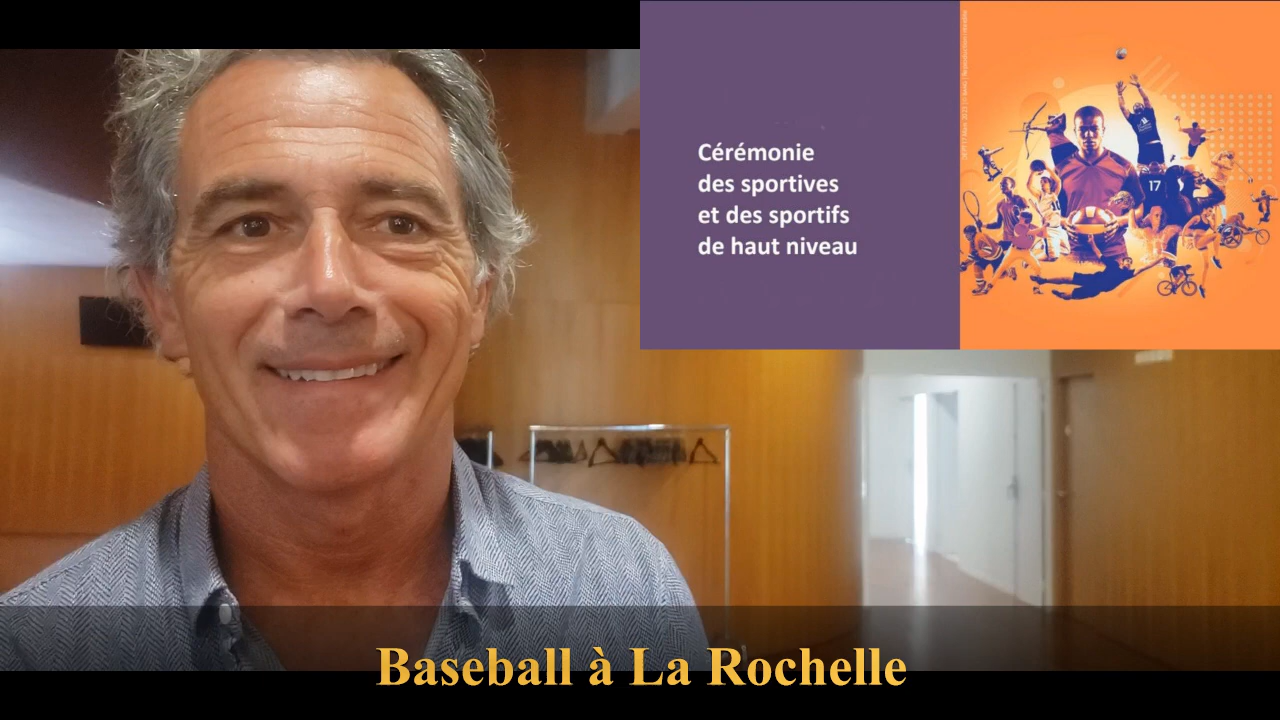 Cérémonie
des sportives
et des sportifs
de haut niveau
17
Baseball à La Rochelle